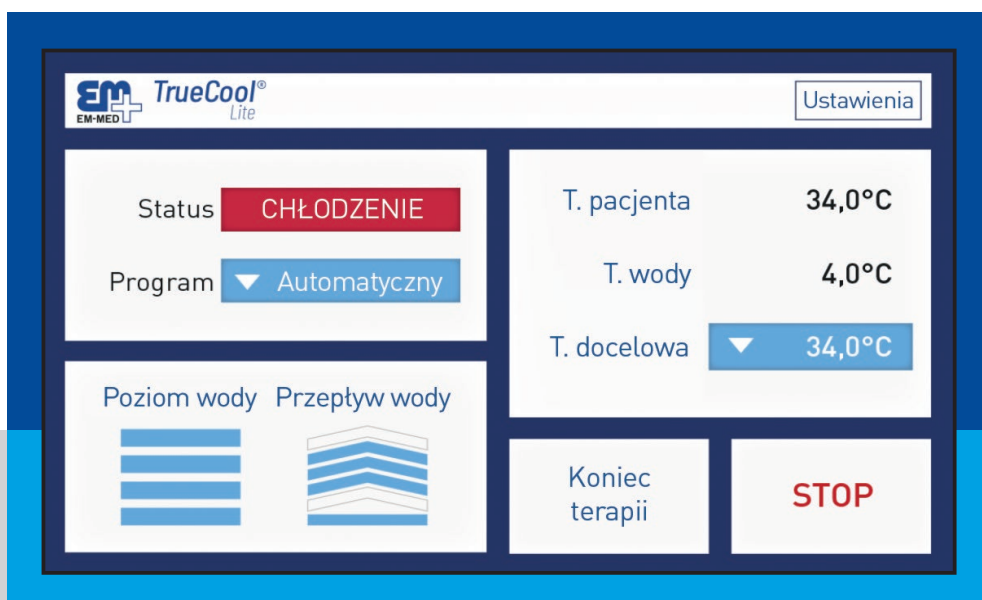 EM
EM-MED
TrueCool®
Lite
Ustawienia
Status CHŁODZENIE
Program Automatyczny
T. pacjenta 34,0°C
T. wody 4,0°C
T. docelowa 34,0°C
Poziom wody Przepływ wody
Koniec
terapii
STOP